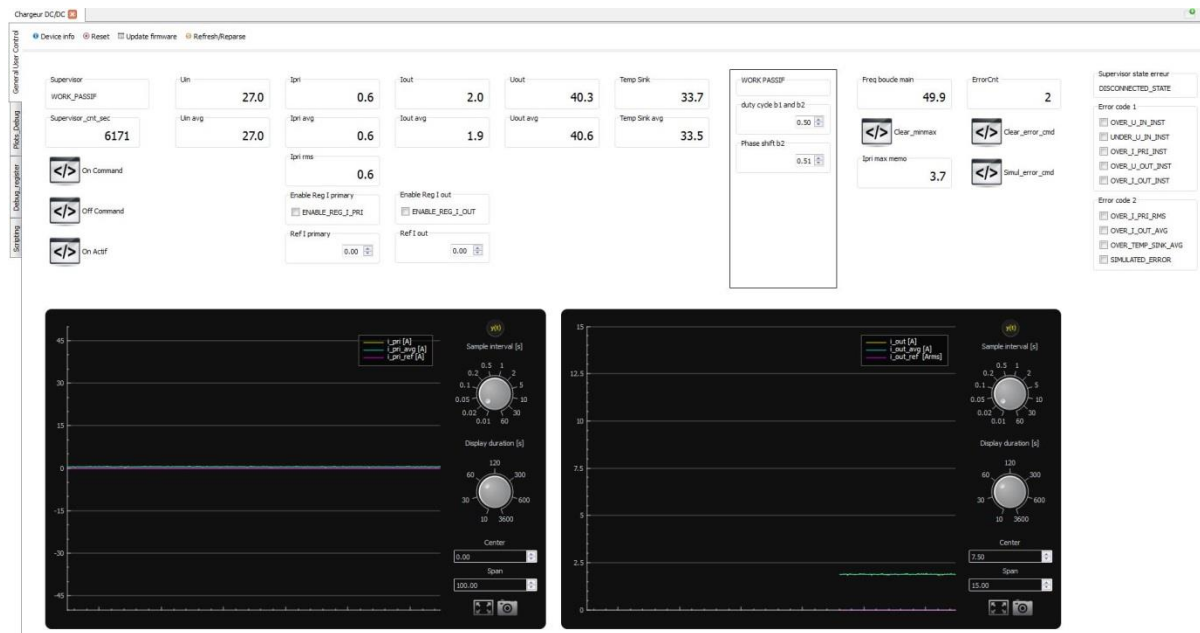 Chargeur DC/DC
Device info Reset Update firmware Refresh/Reparse
General User Control
Plots_Debug
Debug_register
Scripting
Supervisor
WORK_PASSIF
Uin
27.0
Ipri
0.6
Iout
2.0
Uout
40.3
Temp Sink
33.7
Supervisor_cnt_sec
6171
Uin avg
27.0
Ipri avg
0.6
Iout avg
1.9
Uout avg
40.6
Temp Sink avg
33.5
</> On Command
Ipri rms
0.6
</> Off Command
Enable Reg I primary
ENABLE_REG_I_PRI
Enable Reg I out
ENABLE_REG_I_OUT
</> On Actif
Ref I primary
0.00
Ref I out
0.00
WORK PASSIF
duty cycle b1 and b2
0.50
Phase shift b2
0.51
Freq boucle main
49.9
ErrorCnt
2
</> Clear_minmax
</> Clear_error_cmd
Ipri max memo
3.7
</> Simul_error_cmd
Supervisor state erreur
DISCONNECTED_STATE
Error code 1
OVER_U_IN_INST
UNDER_U_IN_INST
OVER_I_PRI_INST
OVER_U_OUT_INST
OVER_I_OUT_INST
Error code 2
OVER_I_PRI_RMS
OVER_I_OUT_AVG
OVER_TEMP_SINK_AVG
SIMULATED_ERROR
45
30
15
0
-15
-30
-45
i_pri [A]
i_pri_avg [A]
i_pri_ref [A]
y(t)
Sample interval [s]
0.5 1
0.2 2
0.1 5
0.05 10
0.02 30
0.01 60
Display duration [s]
120
60 300
30 600
10 3600
Center
0.00
Span
100.00
15
12.5
10
7.5
5
2.5
0
i_out [A]
i_out_avg [A]
i_out_ref [Arms]
y(t)
Sample interval [s]
0.5 1
0.2 2
0.1 5
0.05 10
0.02 30
0.01 60
Display duration [s]
120
60 300
30 600
10 3600
Center
7.50
Span
15.00